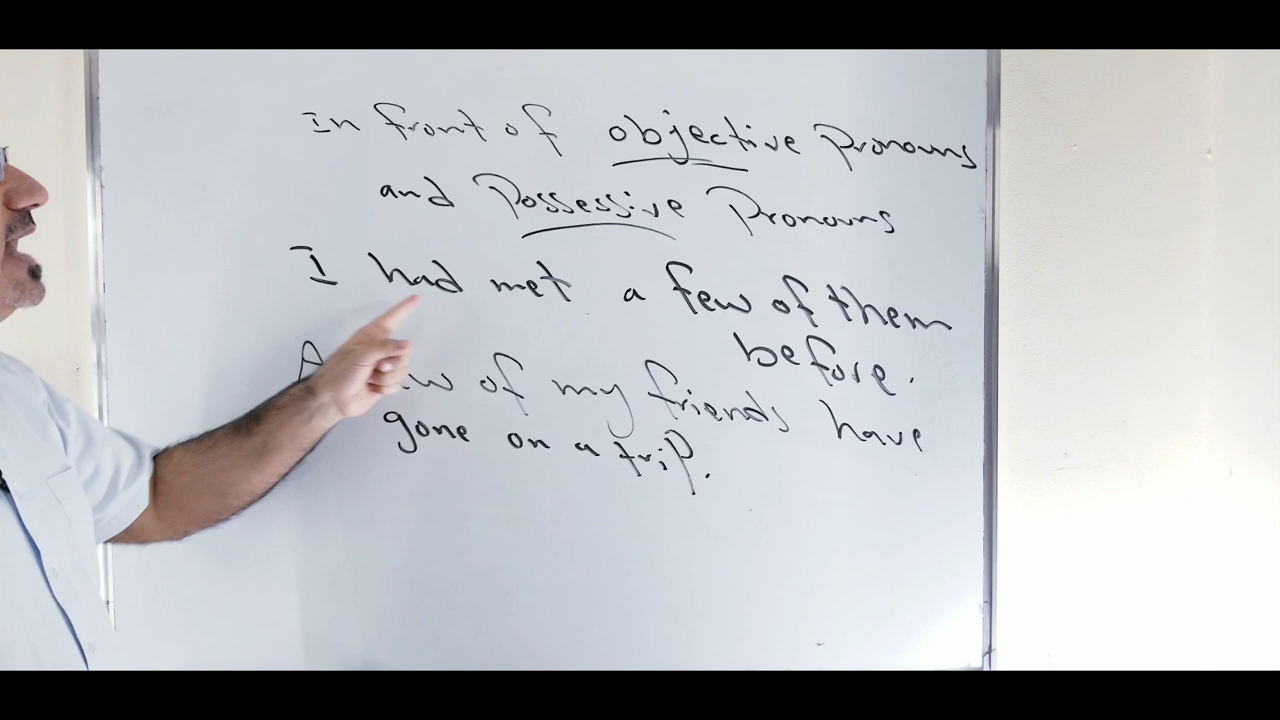 In front of objective Pronouns
and Possessive Pronouns
I had met a few of them
before.
A of my friends have
gone on a trip.